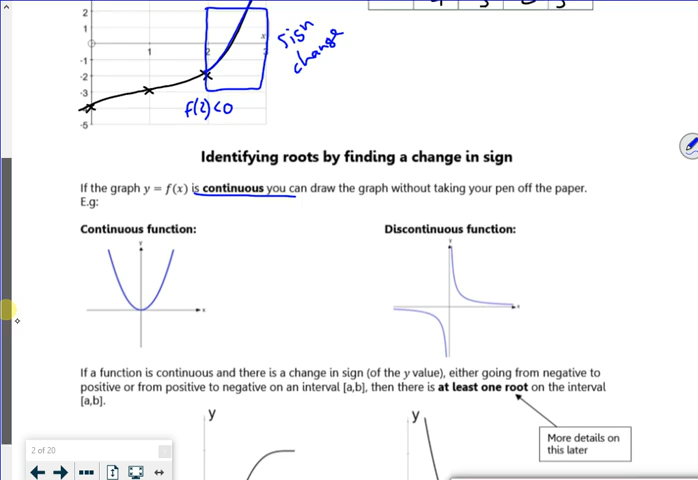 2
1
x
1
2
-1
-2
-3
-4
-5
sign
change
f(2)<0
Identifying roots by finding a change in sign
If the graph y = f(x) is continuous you can draw the graph without taking your pen off the paper.
E.g:
Continuous function:
Discontinuous function:
y
x
y
x
If a function is continuous and there is a change in sign (of the y value), either going from negative to
positive or from positive to negative on an interval [a,b], then there is at least one root on the interval
[a,b].
y
y
More details on
this later
2 of 20